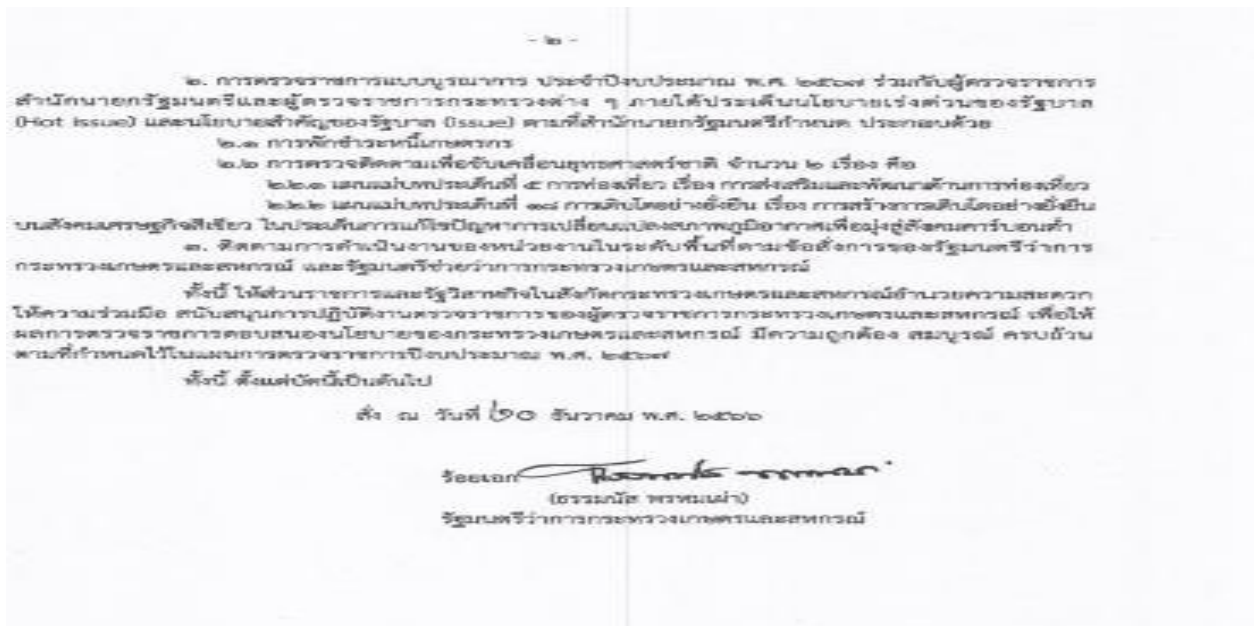 - ๒ -
๒. การตรวจราชการแบบบูรณาการ ประจำปีงบประมาณ พ.ศ. ๒๕๖๗ ร่วมกับผู้ตรวจราชการ
สำนักนายกรัฐมนตรีและผู้ตรวจราชการกระทรวงต่าง ๆ ภายใต้ประเด็นนโยบายเร่งด่วนของรัฐบาล
(Hot Issue) และนโยบายสำคัญของรัฐบาล (Issue) ตามที่สำนักนายกรัฐมนตรีกำหนด ประกอบด้วย
๒.๑ การพักชำระหนี้เกษตรกร
๒.๒ การตรวจติดตามเพื่อขับเคลื่อนยุทธศาสตร์ชาติ จำนวน ๒ เรื่อง คือ
๒.๒.๑ แผนแม่บทประเด็นที่ ๕ การท่องเที่ยว เรื่อง การส่งเสริมและพัฒนาด้านการท่องเที่ยว
๒.๒.๒ แผนแม่บทประเด็นที่ ๑๘ การเติบโตอย่างยั่งยืน เรื่อง การสร้างการเติบโตอย่างยั่งยืน
บนสังคมเศรษฐกิจสีเขียว ในประเด็นการแก้ไขปัญหาการเปลี่ยนแปลงสภาพภูมิอากาศเพื่อมุ่งสู่สังคมคาร์บอนต่ำ
๓. ติดตามการดำเนินงานของหน่วยงานในระดับพื้นที่ตามข้อสั่งการของรัฐมนตรีว่าการ
กระทรวงเกษตรและสหกรณ์ และรัฐมนตรีช่วยว่าการกระทรวงเกษตรและสหกรณ์
ทั้งนี้ ให้ส่วนราชการและรัฐวิสาหกิจในสังกัดกระทรวงเกษตรและสหกรณ์อำนวยความสะดวก
ให้ความร่วมมือ สนับสนุนการปฏิบัติงานตรวจราชการของผู้ตรวจราชการกระทรวงเกษตรและสหกรณ์ เพื่อให้
ผลการตรวจราชการตอบสนองนโยบายของกระทรวงเกษตรและสหกรณ์ มีความถูกต้อง สมบูรณ์ ครบถ้วน
ตามที่กำหนดไว้ในแผนการตรวจราชการปีงบประมาณ พ.ศ. ๒๕๖๗
ทั้งนี้ ตั้งแต่บัดนี้เป็นต้นไป
สั่ง ณ วันที่ ๒๐ ธันวาคม พ.ศ. ๒๕๖๖
ร้อยเอก
(ธรรมนัส พรหมเผ่า)
รัฐมนตรีว่าการกระทรวงเกษตรและสหกรณ์